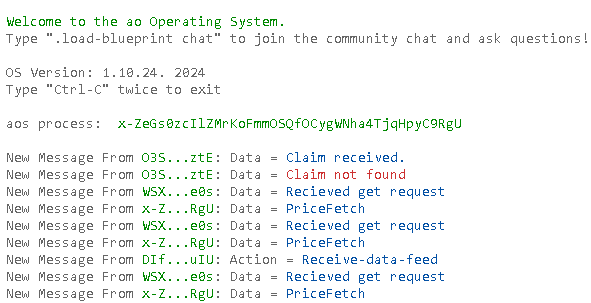 Welcome to the ao Operating System.
Type ".load-blueprint chat" to join the community chat and ask questions!
OS Version: 1.10.24. 2024
Type "Ctrl-C" twice to exit
aos process:  x-ZeGs0zcIlZMrKoFmmOSQfOCygWNha4TjqHpyC9RgU
New Message From O3S...ztE: Data = Claim received.
New Message From O3S...ztE: Data = Claim not found
New Message From WSX...e0s: Data = Recieved get request
New Message From x-Z...RgU: Data = PriceFetch
New Message From WSX...e0s: Data = Recieved get request
New Message From x-Z...RgU: Data = PriceFetch
New Message From DIf...uIU: Action = Receive-data-feed
New Message From WSX...e0s: Data = Recieved get request
New Message From x-Z...RgU: Data = PriceFetch